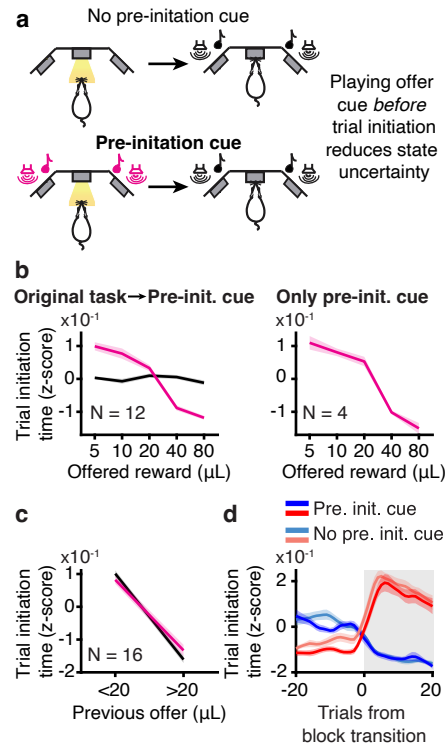 a
No pre-initation cue
Pre-initation cue
Playing offer
cue before
trial initiation
reduces state
uncertainty
b
Original task→Pre-init. cue
x10-1
Trial initiation
time (z-score)
1
0
-1
N = 12
5 10 20 40 80
Offered reward (µL)
Only pre-init. cue
x10-1
1
0
-1
N = 4
5 10 20 40 80
Offered reward (µL)
c
x10-1
Trial initiation
time (z-score)
1
0
-1
-2
N = 16
<20 >20
Previous offer (µL)
d
Pre. init. cue
No pre. init. cue
x10-1
Trial initiation
time (z-score)
2
0
-2
-20 0 20
Trials from
block transition